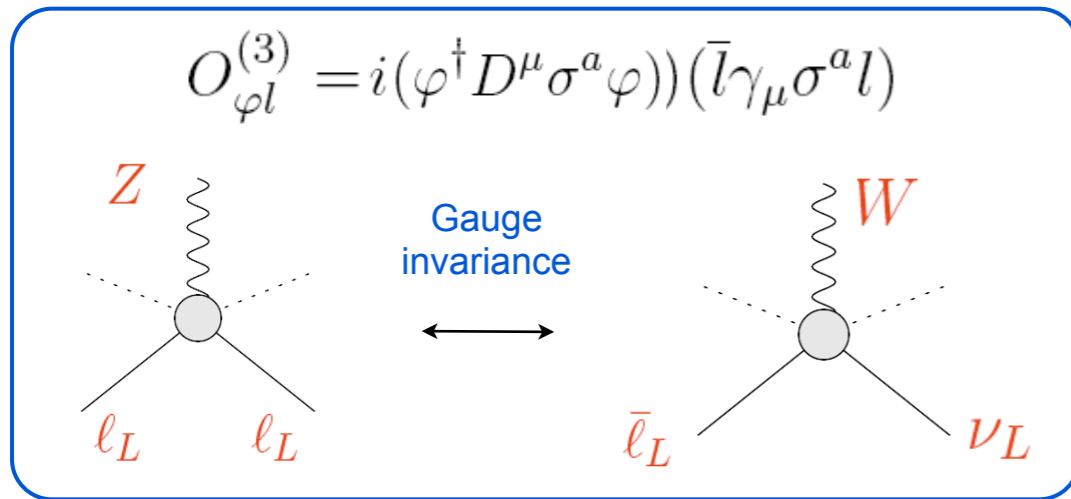 $O_{\varphi l}^{(3)} = i(\varphi^{\dagger} D^{\mu} \sigma^{a} \varphi))(\bar{l} \gamma_{\mu} \sigma^{a} l)$
Z
Gauge
invariance
W
$\ell_L$ $\ell_L$
$\bar{\ell}_L$ $\nu_L$